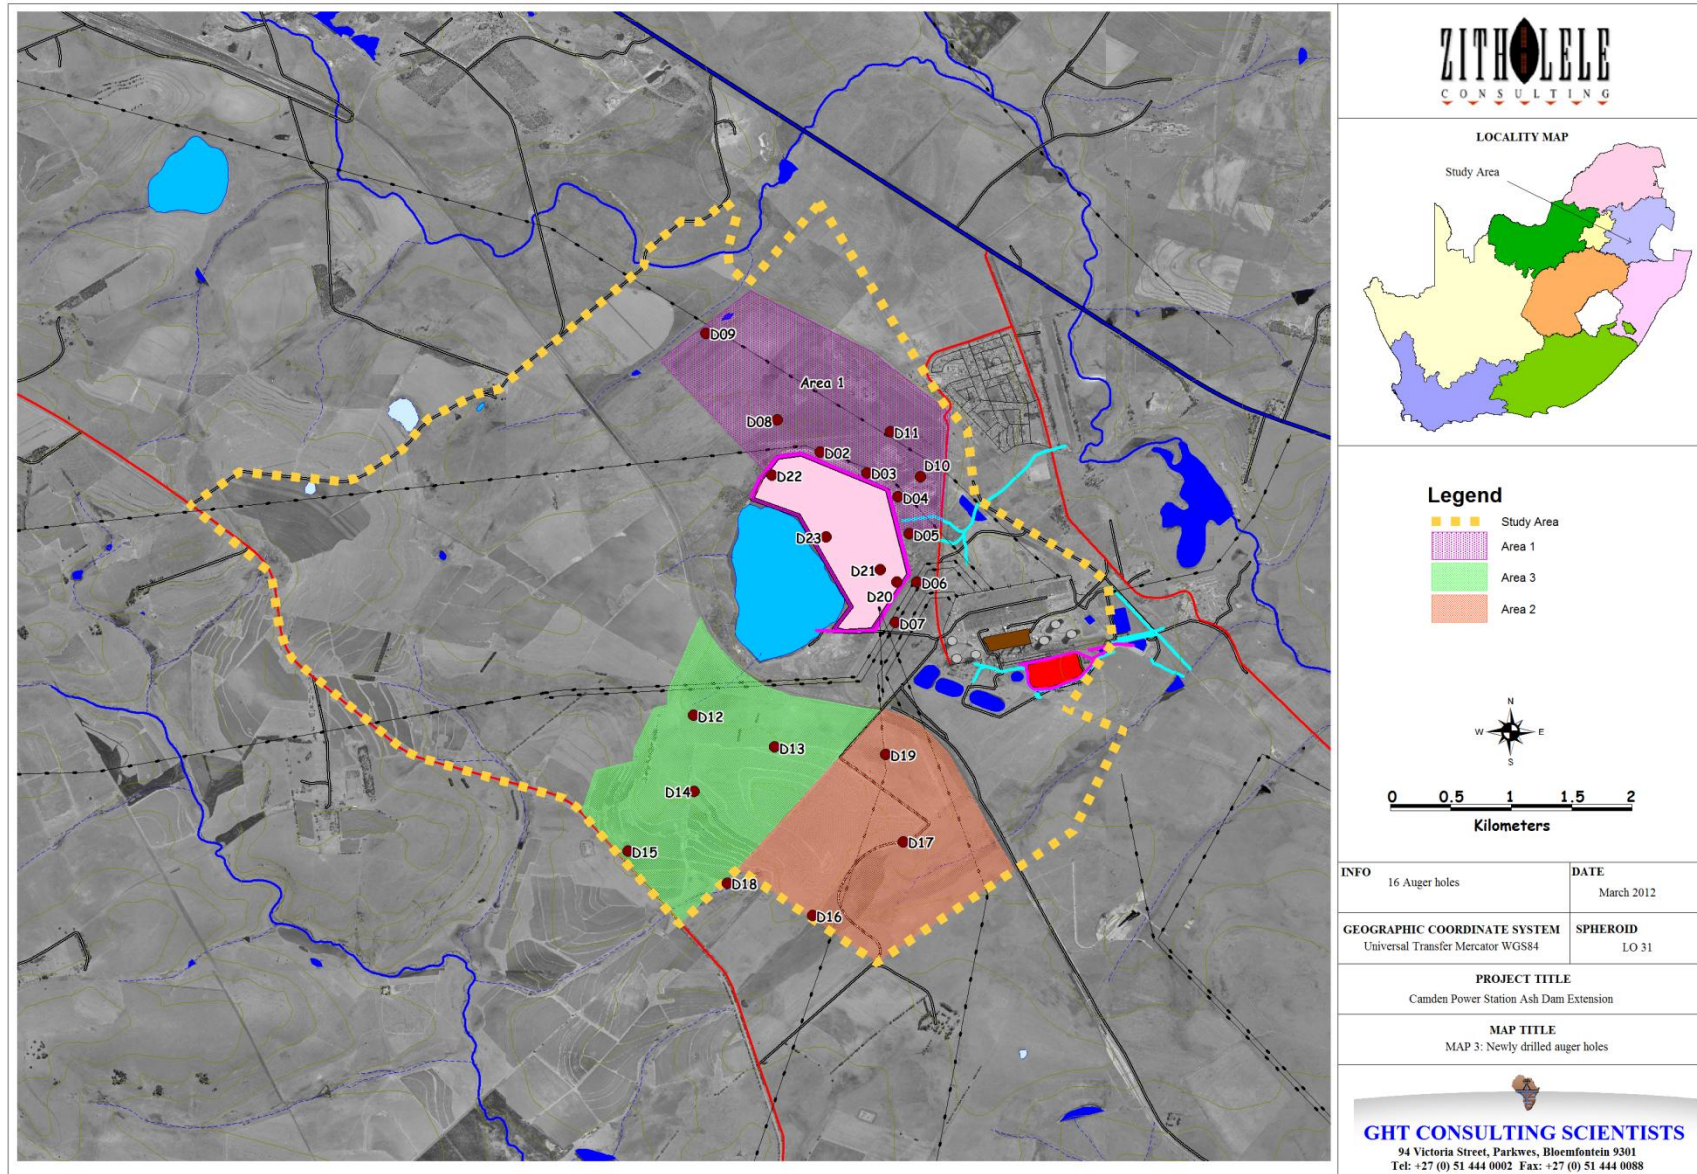 D09
Area 1
D08
D11
D02
D03
D10
D22
D04
D23
D05
D21
D06
D20
D07
D12
D13
D19
D14
D17
D15
D18
D16
ZITHOLELE
CONSULTING
LOCALITY MAP
Study Area
Legend
Study Area
Area 1
Area 3
Area 2
N
W E
S
0 0.5 1 1.5 2
Kilometers
INFO
16 Auger holes
DATE
March 2012
GEOGRAPHIC COORDINATE SYSTEM
Universal Transfer Mercator WGS84
SPHEROID
LO 31
PROJECT TITLE
Camden Power Station Ash Dam Extension
MAP TITLE
MAP 3: Newly drilled auger holes
GHT CONSULTING SCIENTISTS
94 Victoria Street, Parkwes, Bloemfontein 9301
Tel: +27 (0) 51 444 0002 Fax: +27 (0) 51 444 0088